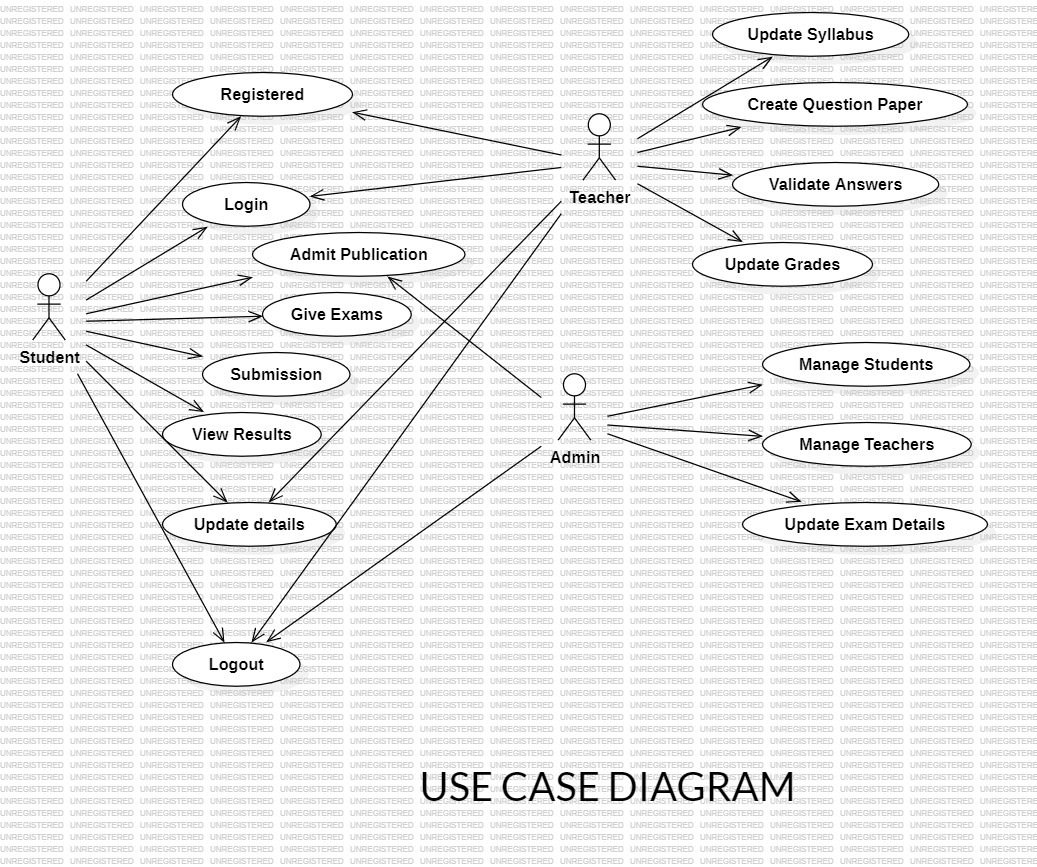 Update Syllabus
Registered
Create Question Paper
Teacher
Validate Answers
Login
Admit Publication
Update Grades
Give Exams
Student
Submission
Manage Students
View Results
Manage Teachers
Admin
Update details
Update Exam Details
Logout
USE CASE DIAGRAM
UNREGISTERED